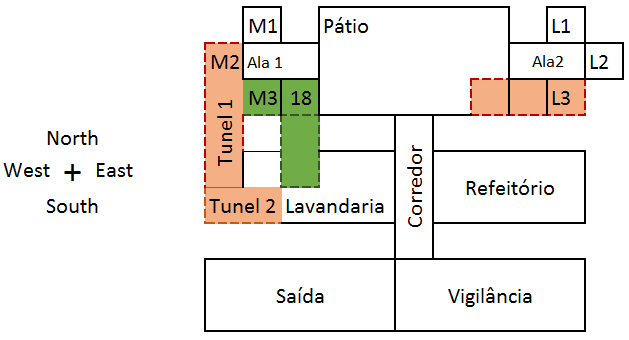 M1
Pátio
L1
M2
Ala 1
Ala2
L2
M3
18
L3
Tunel 1
North
West
East
South
Corredor
Refeitório
Tunel 2
Lavandaria
Saída
Vigilância